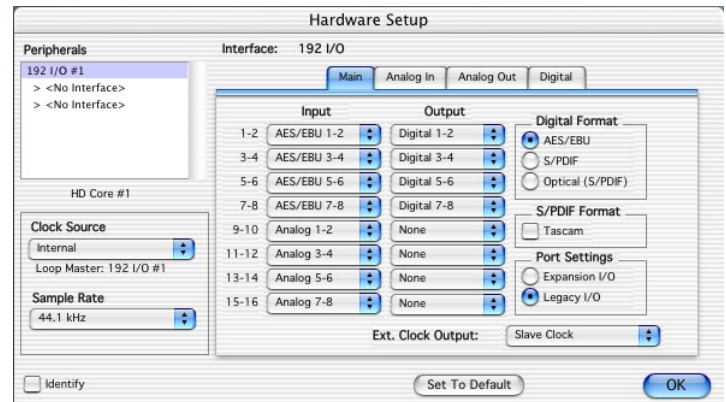 Hardware Setup
Peripherals
192 I/O #1
> <No Interface>
> <No Interface>
HD Core #1
Clock Source
Internal
Loop Master: 192 I/O #1
Sample Rate
44.1 kHz
Identify
Interface: 192 I/O
Main Analog In Analog Out Digital
Input Output
1-2 AES/EBU 1-2 Digital 1-2
3-4 AES/EBU 3-4 Digital 3-4
5-6 AES/EBU 5-6 Digital 5-6
7-8 AES/EBU 7-8 Digital 7-8
9-10 Analog 1-2 None
11-12 Analog 3-4 None
13-14 Analog 5-6 None
15-16 Analog 7-8 None
Digital Format
AES/EBU
S/PDIF
Optical (S/PDIF)
S/PDIF Format
Tascam
Port Settings
Expansion I/O
Legacy I/O
Ext. Clock Output: Slave Clock
Set To Default OK